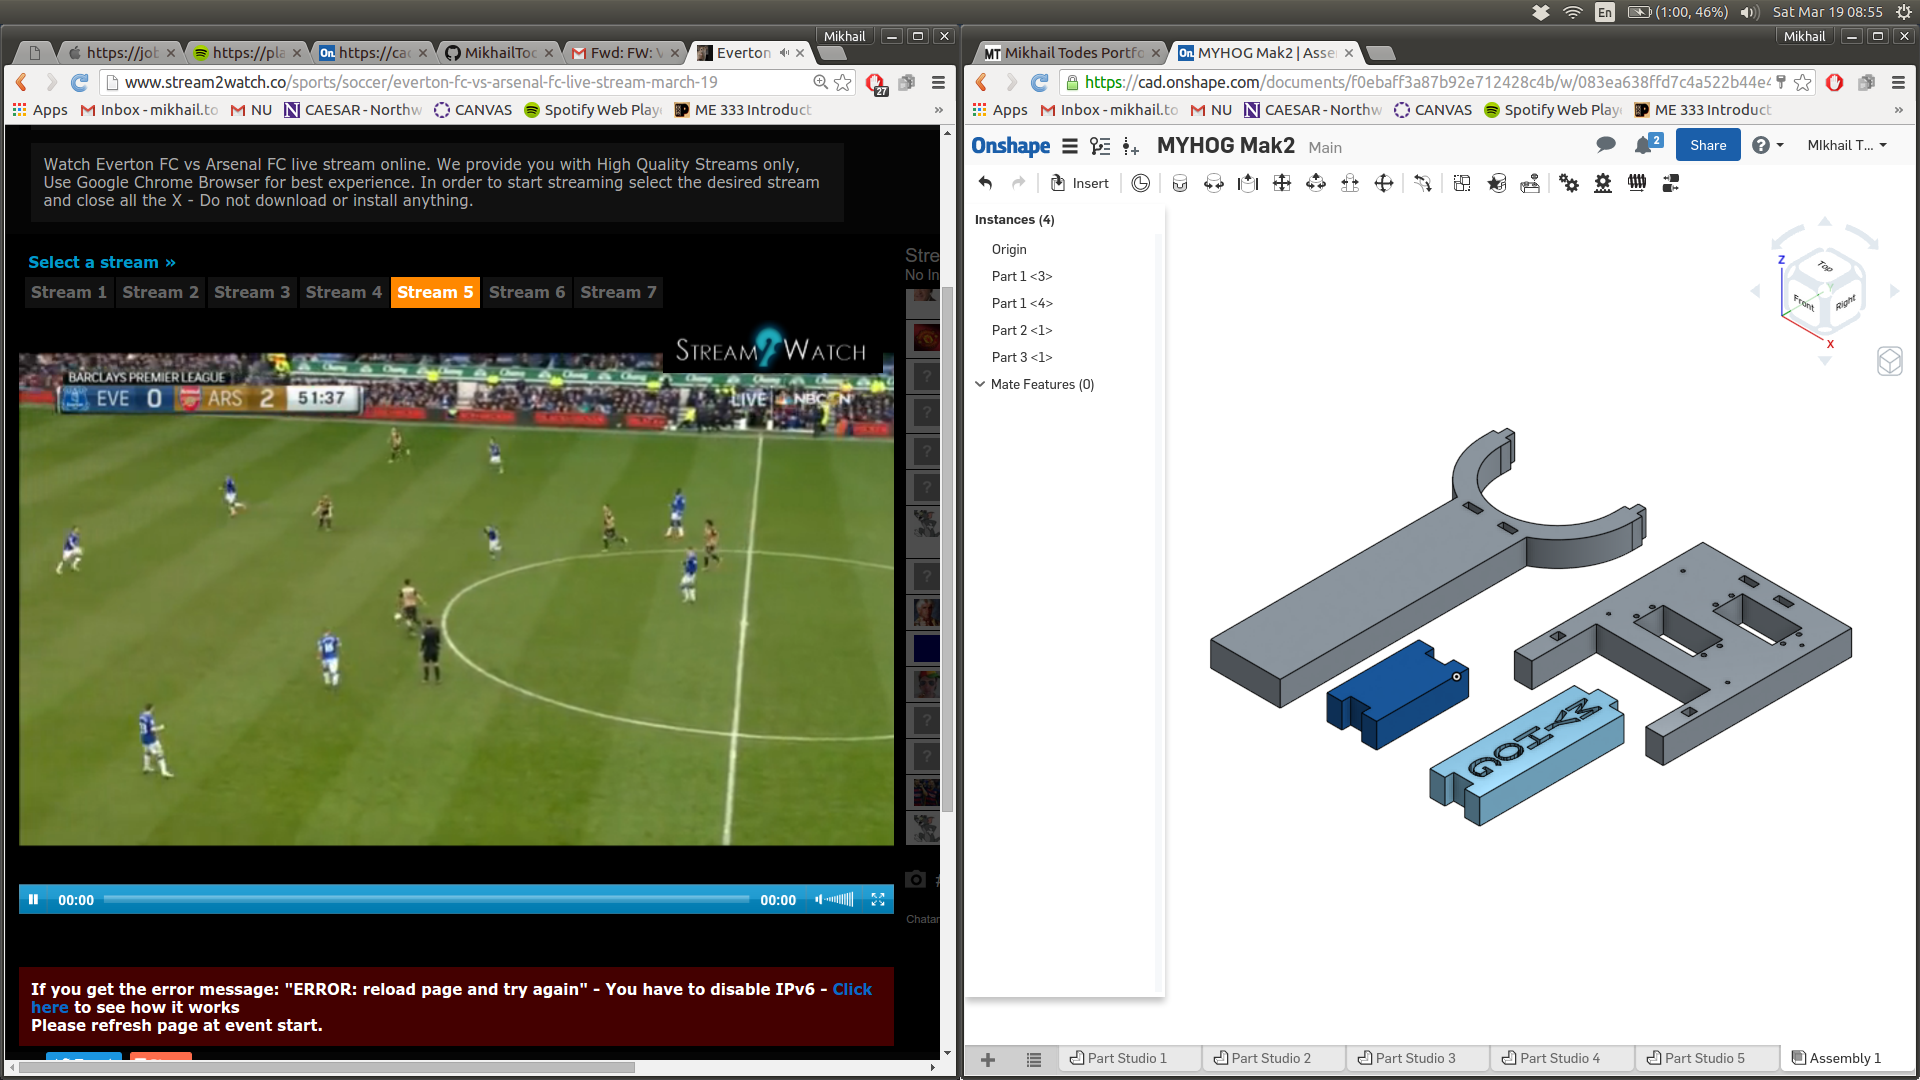 En
(1:00, 46%)
Sat Mar 19 08:55
Mikhail
https://job
https://pla
https://cac
MikhailToc
Fwd: FW: V
Everton
www.stream2watch.co/sports/soccer/everton-fc-vs-arsenal-fc-live-stream-march-19
27
Apps
Inbox - mikhail.to
NU
CAESAR - Northw
CANVAS
Spotify Web Playe
ME 333 Introduct
»
Watch Everton FC vs Arsenal FC live stream online. We provide you with High Quality Streams only,
Use Google Chrome Browser for best experience. In order to start streaming select the desired stream
and close all the X - Do not download or install anything.
Select a stream »
Stream 1
Stream 2
Stream 3
Stream 4
Stream 5
Stream 6
Stream 7
Stre
No In
STREAM?WATCH
BARCLAYS PREMIER LEAGUE
EVE 0 ARS 2 51:37
LIVE
NBCSN
00:00
00:00
Chatan
If you get the error message: "ERROR: reload page and try again" - You have to disable IPv6 - Click
here to see how it works
Please refresh page at event start.
Mikhail
MT Mikhail Todes Portfo
On. MYHOG Mak2 | Asse
https://cad.onshape.com/documents/f0ebaff3a87b92e712428c4b/w/083ea638ffd7c4a522b44e4
Apps
Inbox - mikhail.to
NU
CAESAR - Northw
CANVAS
Spotify Web Playe
ME 333 Introduct
»
Onshape
MYHOG Mak2
Main
2
Share
MIkhail T...
Insert
Instances (4)
Origin
Part 1 <3>
Part 1 <4>
Part 2 <1>
Part 3 <1>
Mate Features (0)
Z
Top
Front
Right
X
MYHOG
Part Studio 1
Part Studio 2
Part Studio 3
Part Studio 4
Part Studio 5
Assembly 1